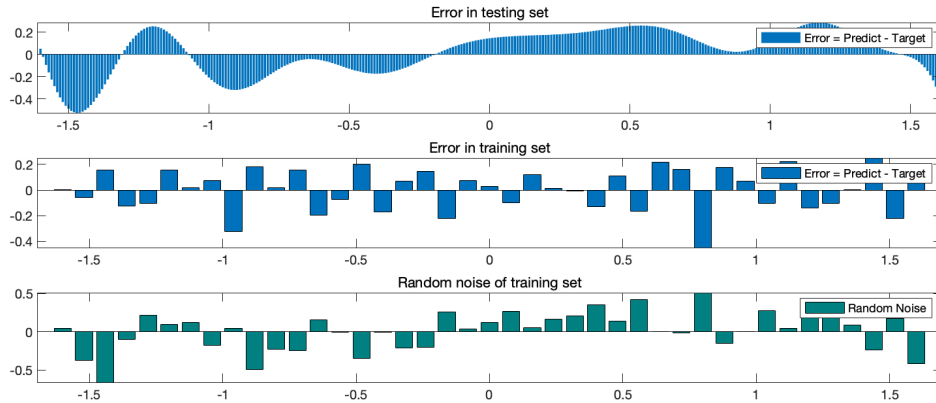 Error in testing set
0.2
0
-0.2
-0.4
Error = Predict - Target
-1.5 -1 -0.5 0 0.5 1 1.5
Error in training set
0.2
0
-0.2
-0.4
Error = Predict - Target
-1.5 -1 -0.5 0 0.5 1 1.5
Random noise of training set
0.5
0
-0.5
Random Noise
-1.5 -1 -0.5 0 0.5 1 1.5